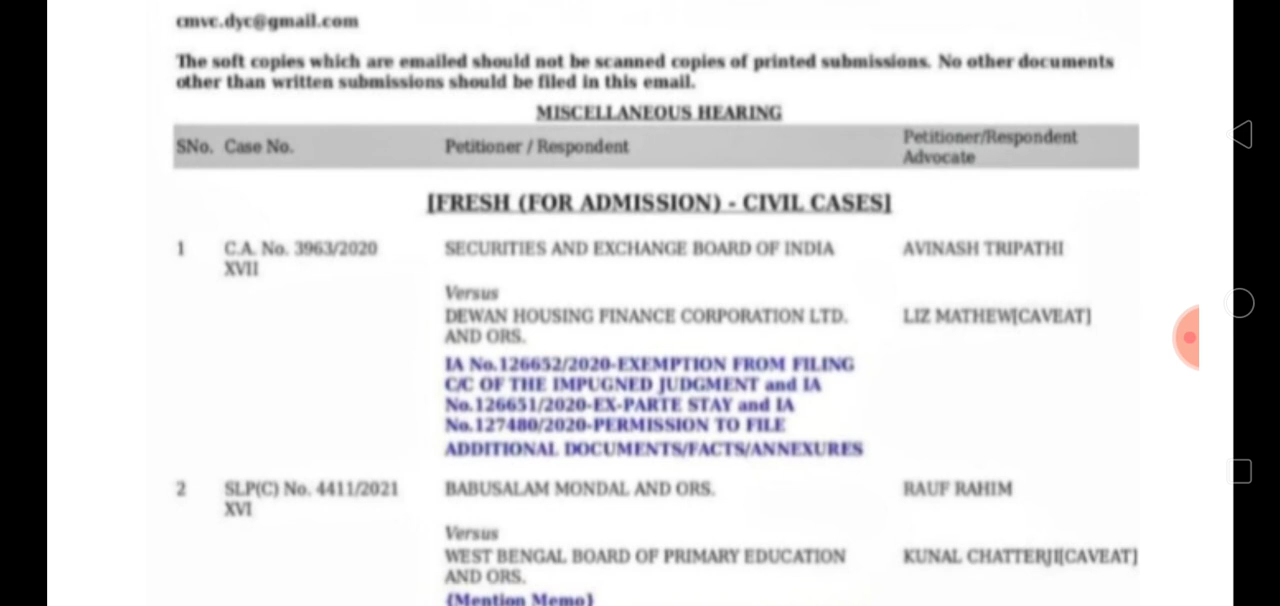 cmvc.dyc@gmail.com
The soft copies which are emailed should not be scanned copies of printed submissions. No other documents
other than written submissions should be filed in this email.
MISCELLANEOUS HEARING
SNo. Case No. Petitioner / Respondent Petitioner/Respondent
Advocate
[FRESH (FOR ADMISSION) - CIVIL CASES]
1 C.A. No. 3963/2020 SECURITIES AND EXCHANGE BOARD OF INDIA AVINASH TRIPATHI
XVII
Versus
DEWAN HOUSING FINANCE CORPORATION LTD. LIZ MATHEW[CAVEAT]
AND ORS.
IA No.126652/2020-EXEMPTION FROM FILING
C/C OF THE IMPUGNED JUDGMENT and IA
No.126651/2020-EX-PARTE STAY and IA
No.127480/2020-PERMISSION TO FILE
ADDITIONAL DOCUMENTS/FACTS/ANNEXURES
2 SLP(C) No. 4411/2021 BABUSALAM MONDAL AND ORS. RAUF RAHIM
XVI
Versus
WEST BENGAL BOARD OF PRIMARY EDUCATION KUNAL CHATTERJI[CAVEAT]
AND ORS.
{Mention Memo}